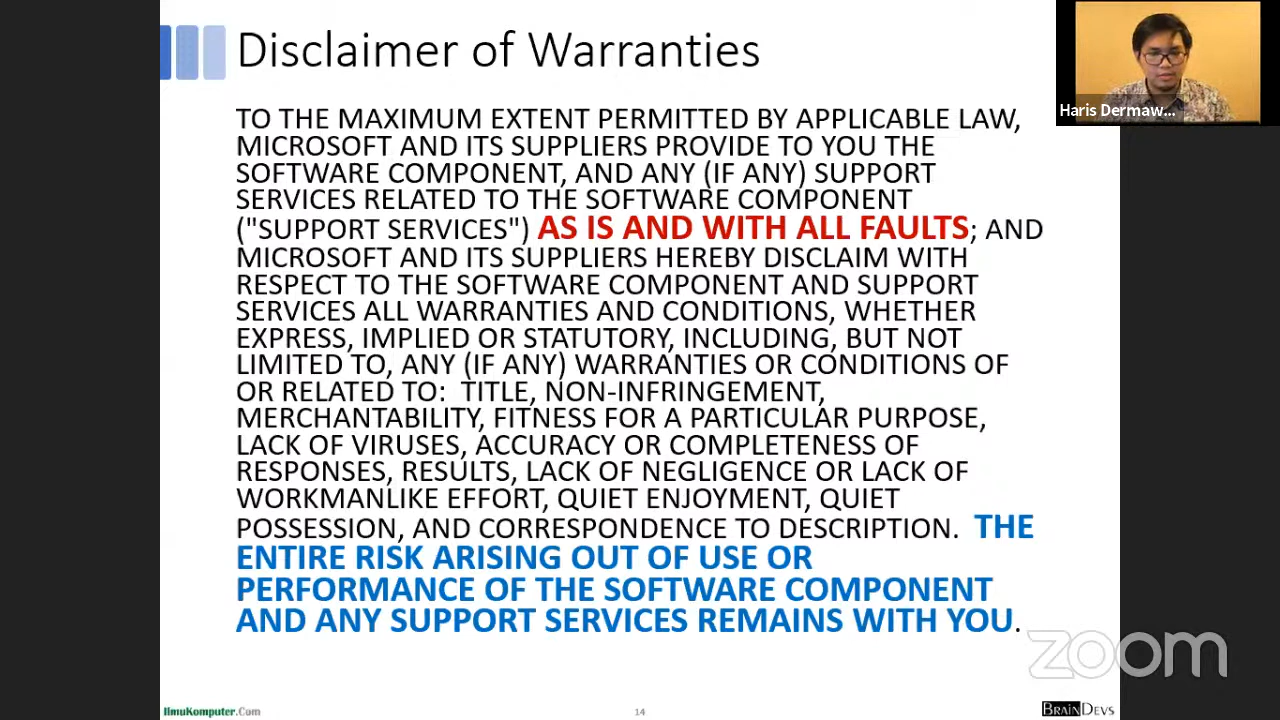 Disclaimer of Warranties
Haris Dermaw...
TO THE MAXIMUM EXTENT PERMITTED BY APPLICABLE LAW,
MICROSOFT AND ITS SUPPLIERS PROVIDE TO YOU THE
SOFTWARE COMPONENT, AND ANY (IF ANY) SUPPORT
SERVICES RELATED TO THE SOFTWARE COMPONENT
("SUPPORT SERVICES") AS IS AND WITH ALL FAULTS; AND
MICROSOFT AND ITS SUPPLIERS HEREBY DISCLAIM WITH
RESPECT TO THE SOFTWARE COMPONENT AND SUPPORT
SERVICES ALL WARRANTIES AND CONDITIONS, WHETHER
EXPRESS, IMPLIED OR STATUTORY, INCLUDING, BUT NOT
LIMITED TO, ANY (IF ANY) WARRANTIES OR CONDITIONS OF
OR RELATED TO: TITLE, NON-INFRINGEMENT,
MERCHANTABILITY, FITNESS FOR A PARTICULAR PURPOSE,
LACK OF VIRUSES, ACCURACY OR COMPLETENESS OF
RESPONSES, RESULTS, LACK OF NEGLIGENCE OR LACK OF
WORKMANLIKE EFFORT, QUIET ENJOYMENT, QUIET
POSSESSION, AND CORRESPONDENCE TO DESCRIPTION. THE
ENTIRE RISK ARISING OUT OF USE OR
PERFORMANCE OF THE SOFTWARE COMPONENT
AND ANY SUPPORT SERVICES REMAINS WITH YOU.
zoom
IlmuKomputer.Com
14
BRAINDEVS